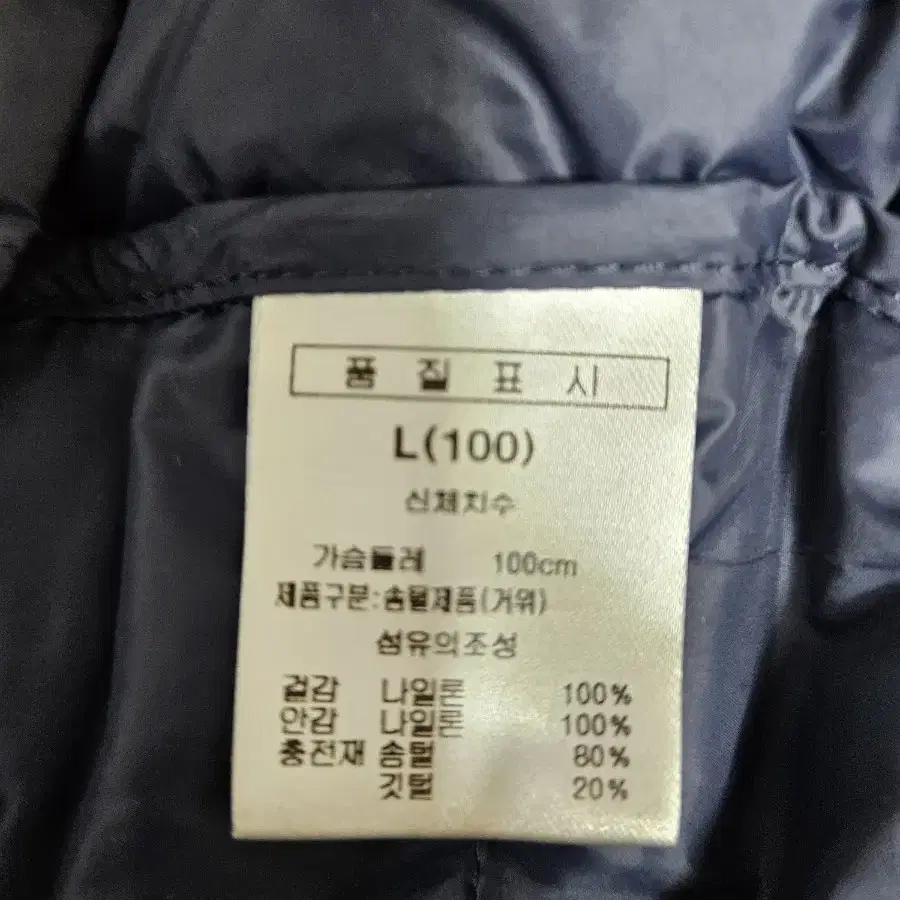 품 질 표 시
L(100)
신체치수
가슴둘레 100cm
제품구분:솜털제품(거위)
섬유의조성
겉감 나일론 100%
안감 나일론 100%
충전재 솜털 80%
깃털 20%